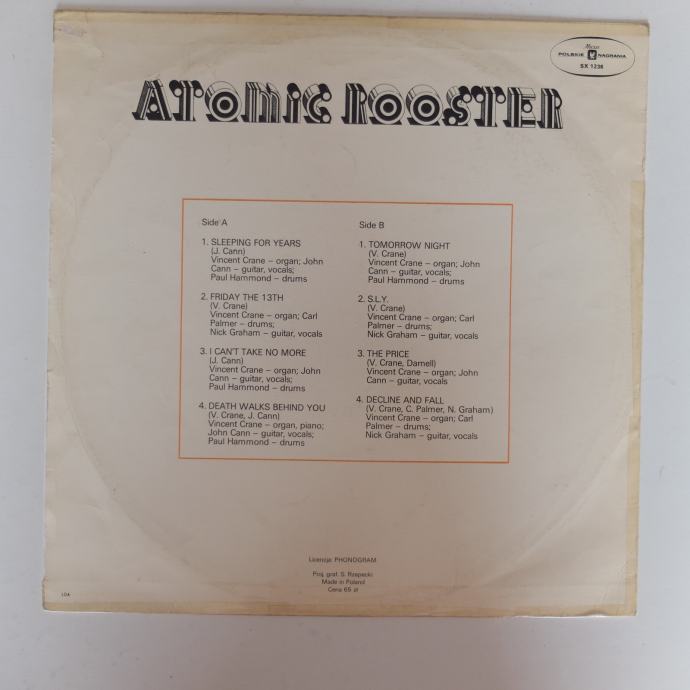 Muza
POLSKIE NAGRANIA
SX 1236
ATOMIC ROOSTER
Side A
1. SLEEPING FOR YEARS
(J. Cann)
Vincent Crane – organ; John
Cann – guitar, vocals;
Paul Hammond – drums
2. FRIDAY THE 13TH
(V. Crane)
Vincent Crane – organ; Carl
Palmer – drums;
Nick Graham – guitar, vocals
3. I CAN'T TAKE NO MORE
(J. Cann)
Vincent Crane – organ; John
Cann – guitar, vocals;
Paul Hammond – drums
4. DEATH WALKS BEHIND YOU
(V. Crane, J. Cann)
Vincent Crane – organ, piano;
John Cann – guitar, vocals;
Paul Hammond – drums
Side B
1. TOMORROW NIGHT
(V. Crane)
Vincent Crane – organ; John
Cann – guitar, vocals;
Paul Hammond – drums
2. S.L.Y.
(V. Crane)
Vincent Crane – organ; Carl
Palmer – drums;
Nick Graham – guitar, vocals
3. THE PRICE
(V. Crane, Darnell)
Vincent Crane – organ; John
Cann – guitar, vocals
4. DECLINE AND FALL
(V. Crane, C. Palmer, N. Graham)
Vincent Crane – organ; Carl
Palmer – drums;
Nick Graham – guitar, vocals
Licencja: PHONOGRAM
Proj. graf. S. Rzepecki
Made in Poland
Cena 65 zł